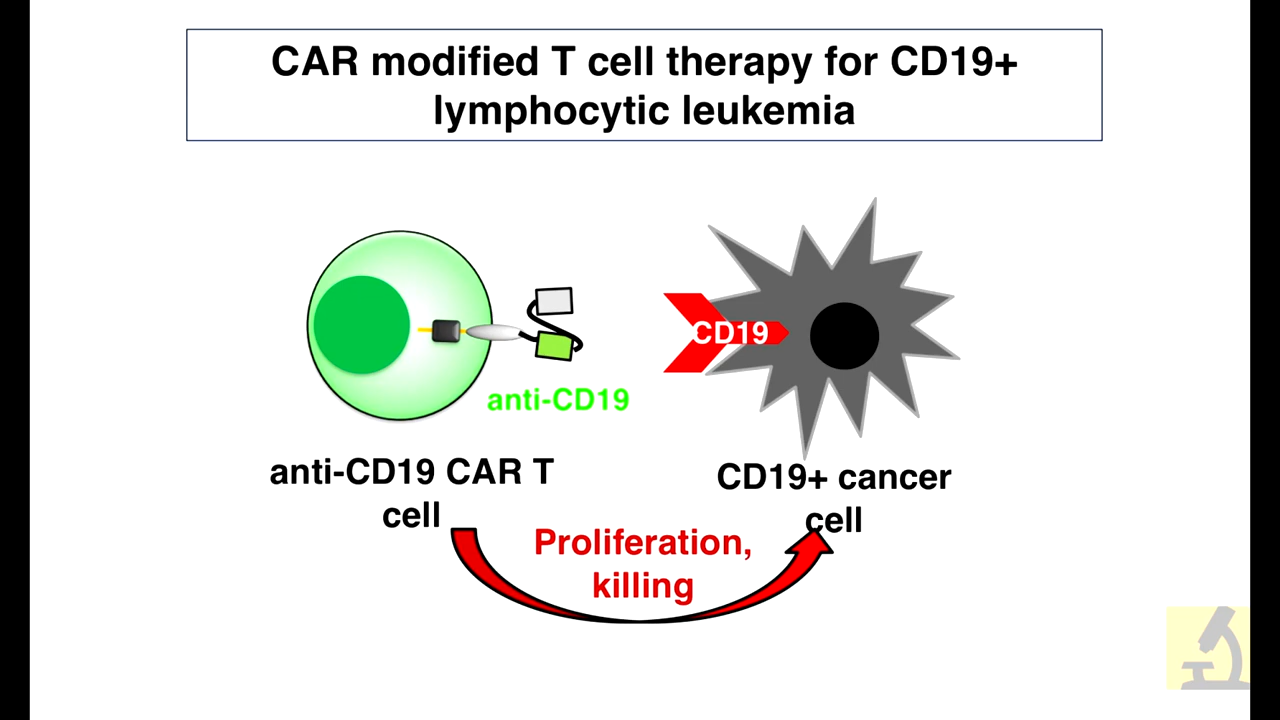 CAR modified T cell therapy for CD19+
lymphocytic leukemia
CD19
anti-CD19
anti-CD19 CAR T
cell
CD19+ cancer
cell
Proliferation,
killing